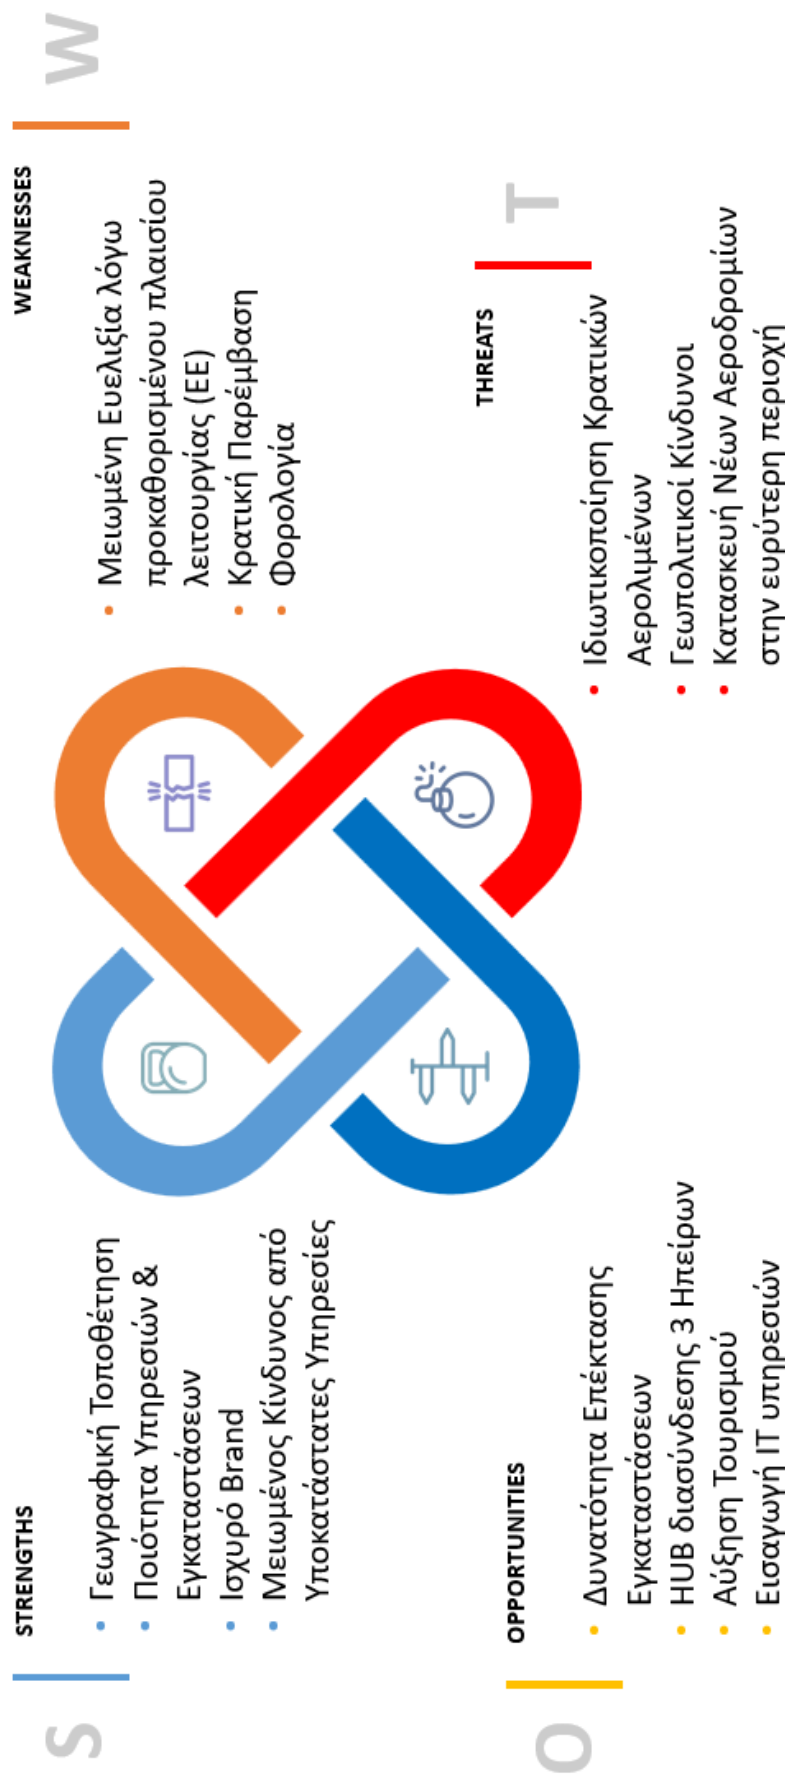 S
STRENGTHS
• Γεωγραφική Τοποθέτηση
• Ποιότητα Υπηρεσιών &
Εγκαταστάσεων
• Ισχυρό Brand
• Μειωμένος Κίνδυνος από
Υποκατάστατες Υπηρεσίες
W
WEAKNESSES
• Μειωμένη Ευελιξία λόγω
προκαθορισμένου πλαισίου
λειτουργίας (ΕΕ)
• Κρατική Παρέμβαση
• Φορολογία
O
OPPORTUNITIES
• Δυνατότητα Επέκτασης
Εγκαταστάσεων
• HUB διασύνδεσης 3 Ηπείρων
• Αύξηση Τουρισμού
• Εισαγωγή IT υπηρεσιών
T
THREATS
• Ιδιωτικοποίηση Κρατικών
Αερολιμένων
• Γεωπολιτικοί Κίνδυνοι
• Κατασκευή Νέων Αεροδρομίων
στην ευρύτερη περιοχή